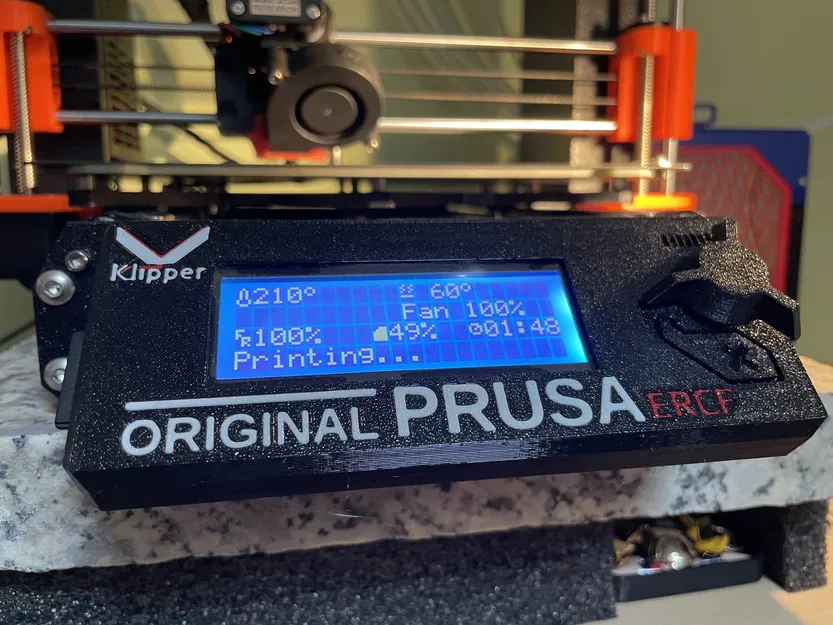 Klipper
210° 60°
Fan 100%
100% 49% 01:48
Printing...
ORIGINAL PRUSA ERCF